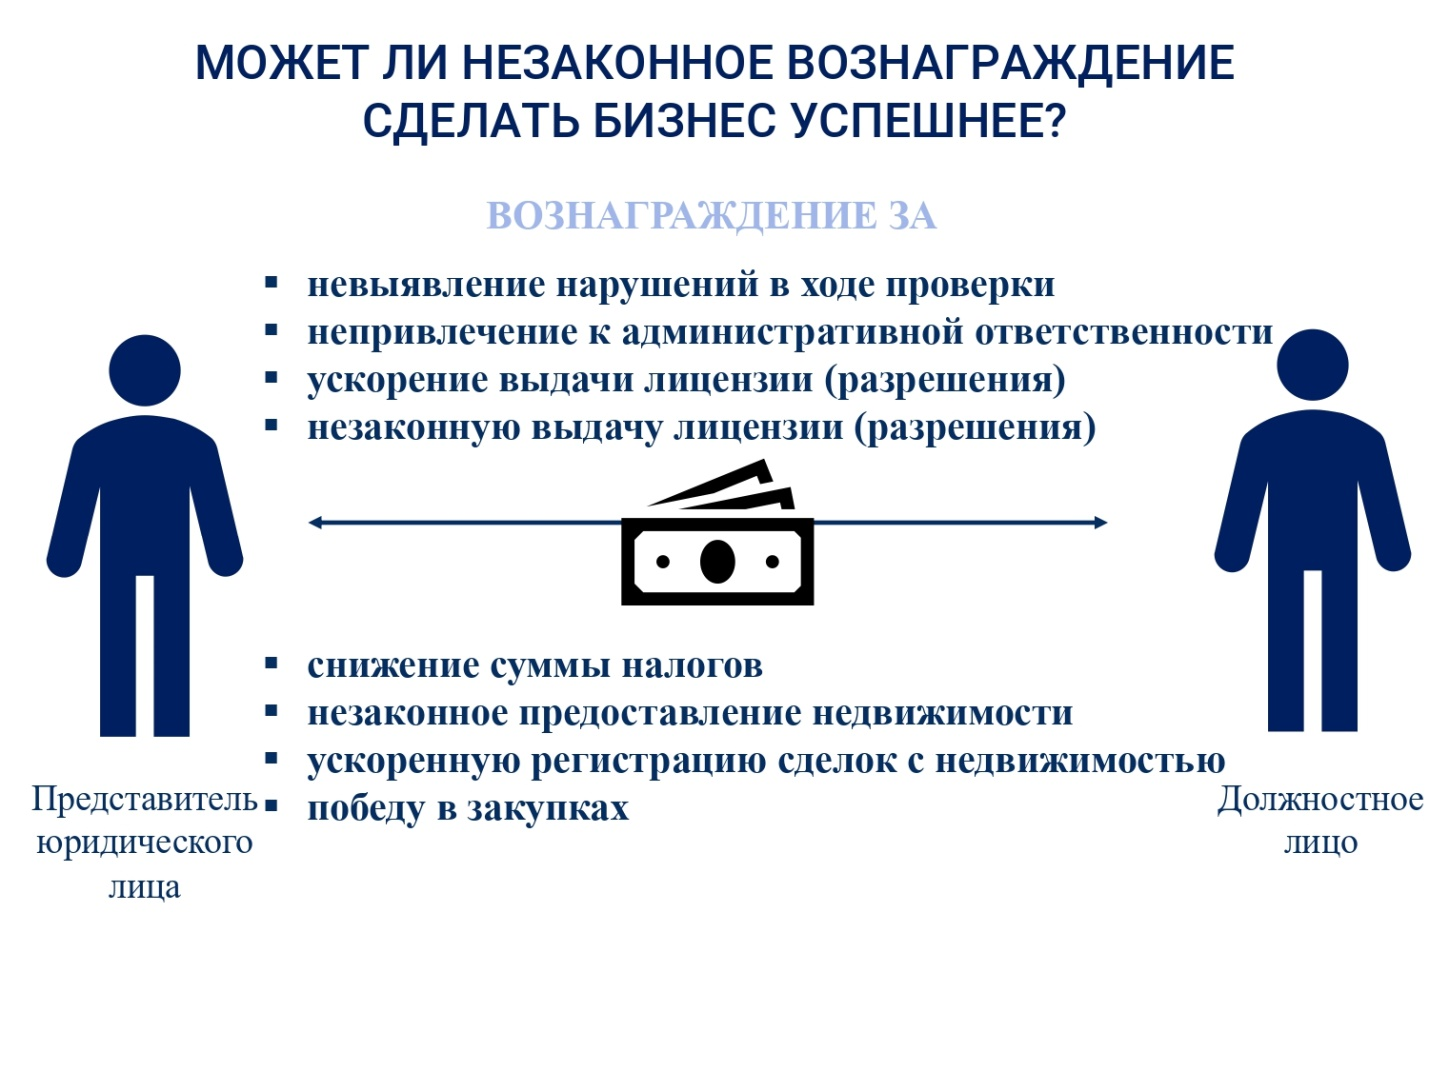 МОЖЕТ ЛИ НЕЗАКОННОЕ ВОЗНАГРАЖДЕНИЕ
СДЕЛАТЬ БИЗНЕС УСПЕШНЕЕ?
ВОЗНАГРАЖДЕНИЕ ЗА
▪ невыявление нарушений в ходе проверки
▪ непривлечение к административной ответственности
▪ ускорение выдачи лицензии (разрешения)
▪ незаконную выдачу лицензии (разрешения)
▪ снижение суммы налогов
▪ незаконное предоставление недвижимости
▪ ускоренную регистрацию сделок с недвижимостью
▪ победу в закупках
Представитель
юридического
лица
Должностное
лицо